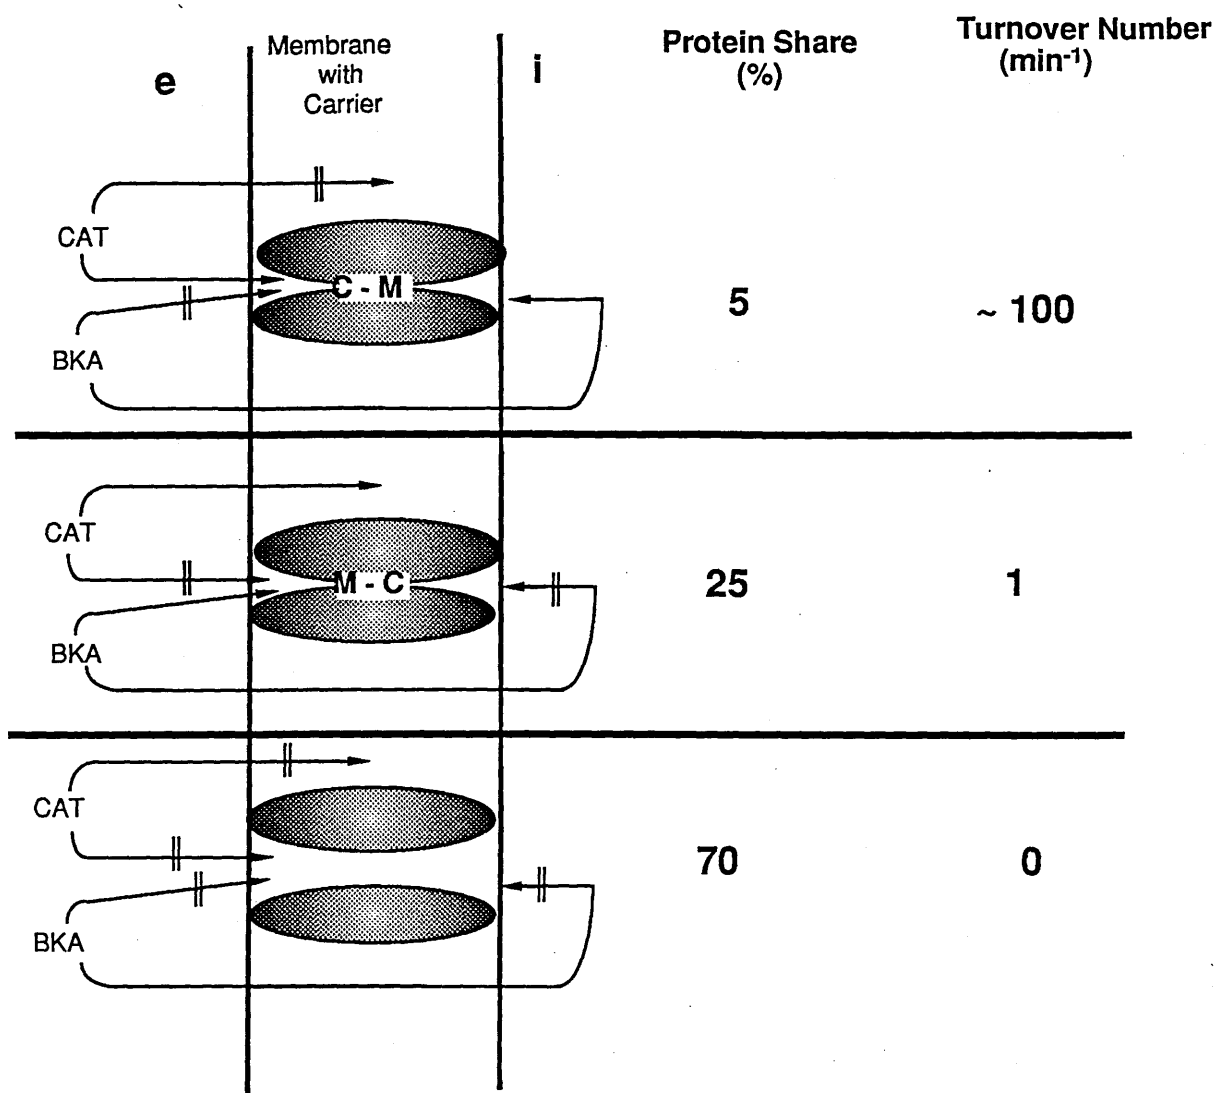 e
Membrane
with
Carrier
i
Protein Share
(%)
Turnover Number
(min-1)
CAT
C - M
BKA
5
~ 100
CAT
M - C
BKA
25
1
CAT
BKA
70
0